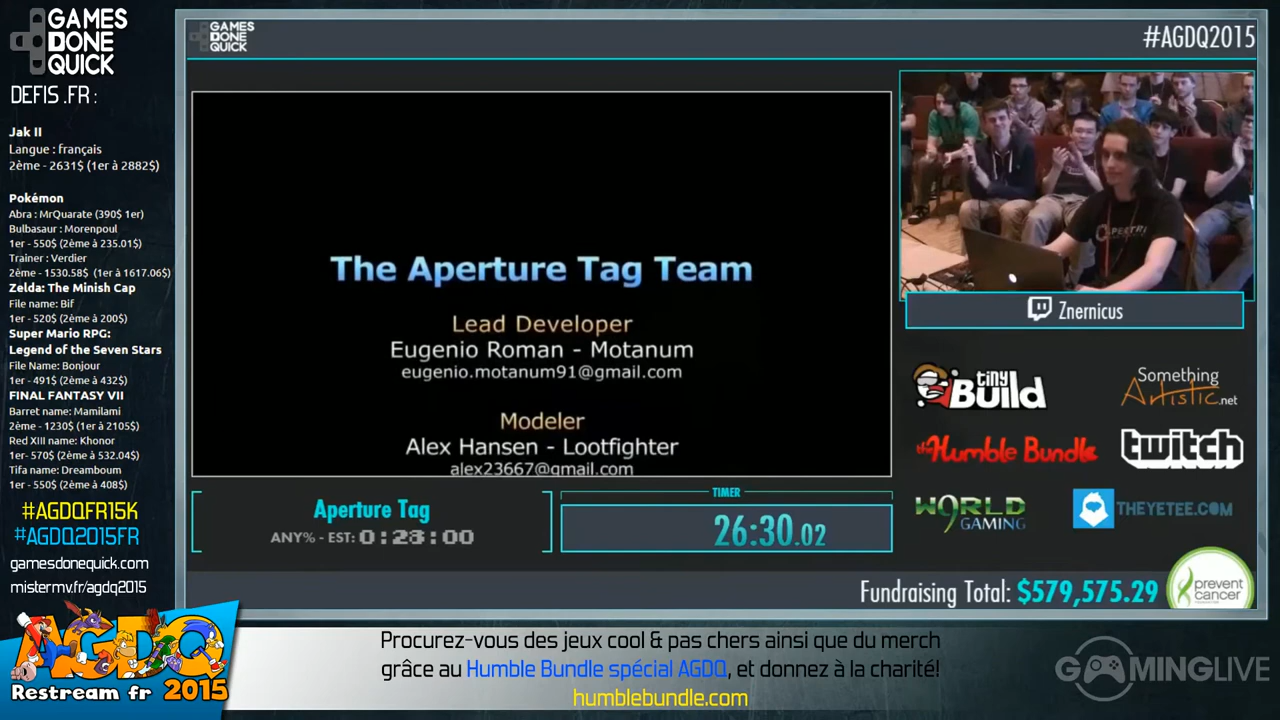 GAMES
DONE
QUICK
DEFIS .FR :
Jak II
Langue : français
2ème - 2631$ (1er à 2882$)
Pokémon
Abra : MrQuarate (390$ 1er)
Bulbasaur : Morenpoul
1er - 550$ (2ème à 235.01$)
Trainer : Verdier
2ème - 1530.58$ (1er à 1617.06$)
Zelda: The Minish Cap
File name: Bif
1er - 520$ (2ème à 200$)
Super Mario RPG:
Legend of the Seven Stars
File Name: Bonjour
1er - 491$ (2ème à 432$)
FINAL FANTASY VII
Barret name: Mamilami
2ème - 1230$ (1er à 2105$)
Red XIII name: Khonor
1er- 570$ (2ème à 532.04$)
Tifa name: Dreamboum
1er - 550$ (2ème à 408$)
#AGDQFR15K
#AGDQ2015FR
gamesdonequick.com
mistermv.fr/agdq2015
AGDQ
Restream fr 2015
GAMES
DONE
QUICK
#AGDQ2015
The Aperture Tag Team
Lead Developer
Eugenio Roman - Motanum
eugenio.motanum91@gmail.com
Modeler
Alex Hansen - Lootfighter
alex23667@gmail.com
Znernicus
tinyBuild
Something
Artistic.net
the Humble Bundle
twitch
WORLD
GAMING
THEYETEE.COM
Aperture Tag
ANY% - EST: 0:28:00
TIMER
26:30.02
Fundraising Total: $579,575.29
prevent
cancer
Procurez-vous des jeux cool & pas chers ainsi que du merch
grâce au Humble Bundle spécial AGDQ, et donnez à la charité!
humblebundle.com
GAMINGLIVE